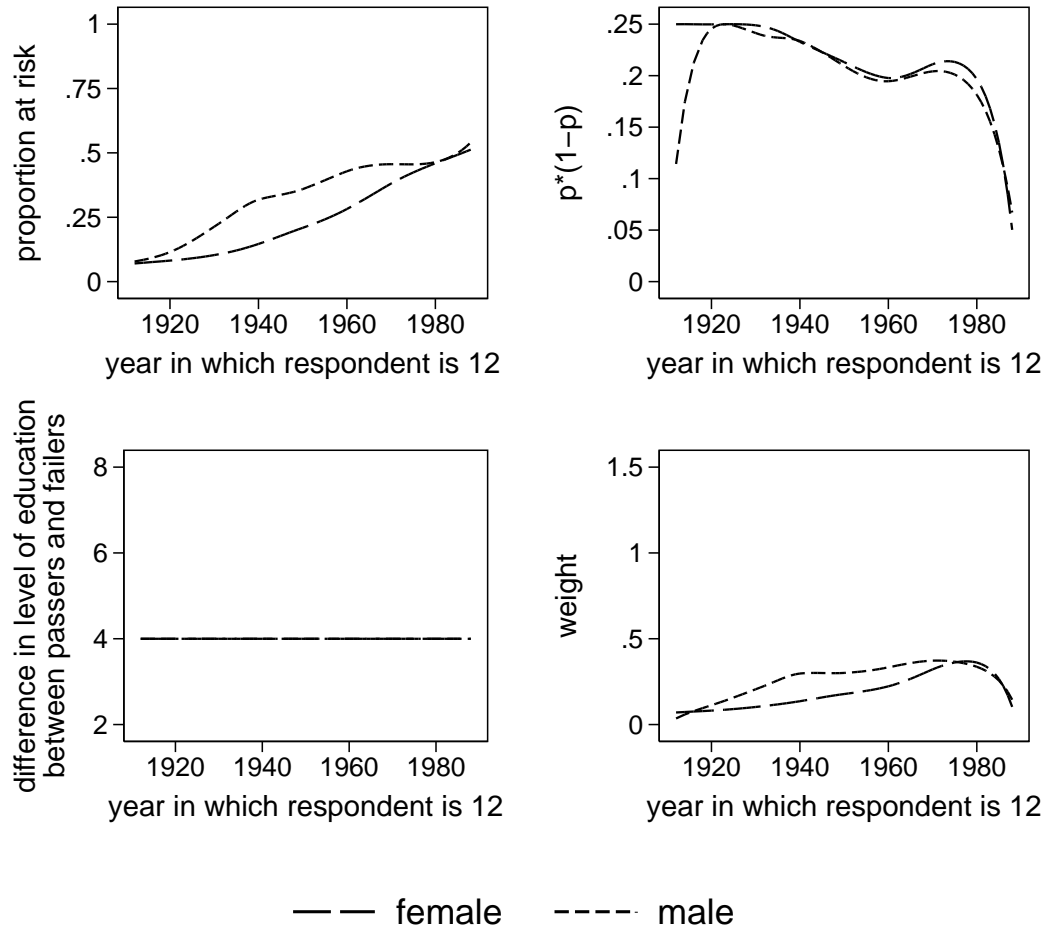 proportion at risk
1
.75
.5
.25
0
1920 1940 1960 1980
year in which respondent is 12
p*(1−p)
.25
.2
.15
.1
.05
0
1920 1940 1960 1980
year in which respondent is 12
difference in level of education
between passers and failers
8
6
4
2
1920 1940 1960 1980
year in which respondent is 12
weight
1.5
1
.5
0
1920 1940 1960 1980
year in which respondent is 12
female male